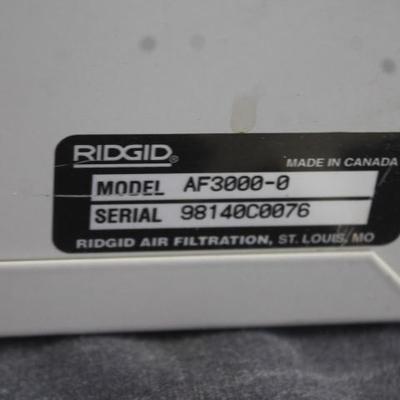 RIDGID®
MADE IN CANADA
MODEL AF3000-0
SERIAL 98140C0076
RIDGID AIR FILTRATION, ST. LOUIS, MO